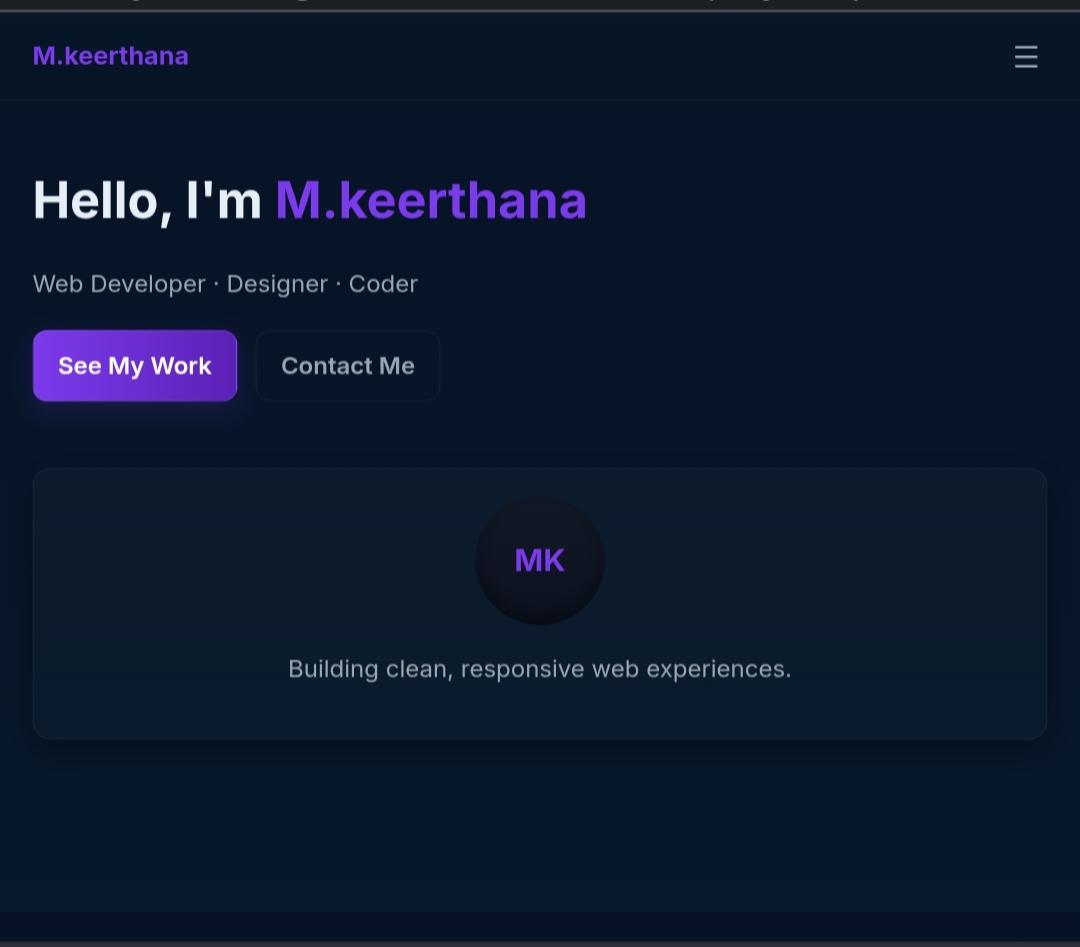 M.keerthana
☰
Hello, I'm M.keerthana
Web Developer · Designer · Coder
See My Work
Contact Me
MK
Building clean, responsive web experiences.